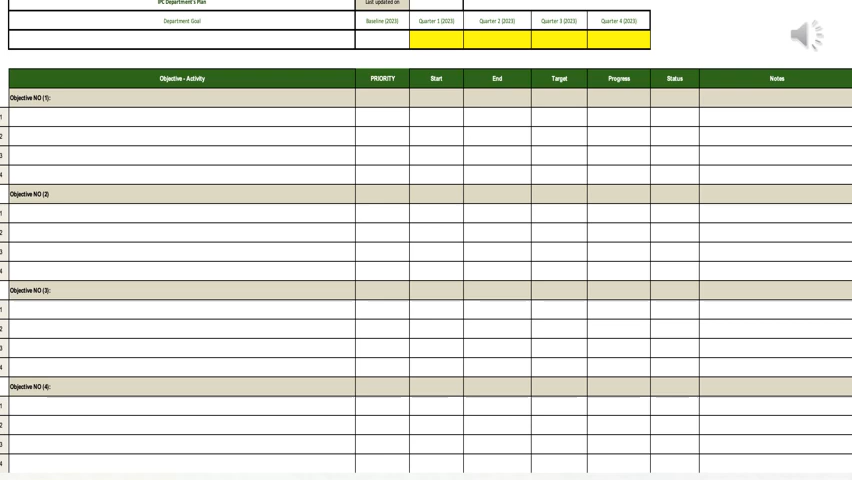 IPC Department's Plan Last updated on
Department Goal Baseline (2023) Quarter 1 (2023) Quarter 2 (2023) Quarter 3 (2023) Quarter 4 (2023)
Objective - Activity PRIORITY Start End Target Progress Status Notes
Objective NO (1):
1
2
3
4
Objective NO (2)
1
2
3
4
Objective NO (3):
1
2
3
4
Objective NO (4):
1
2
3
4